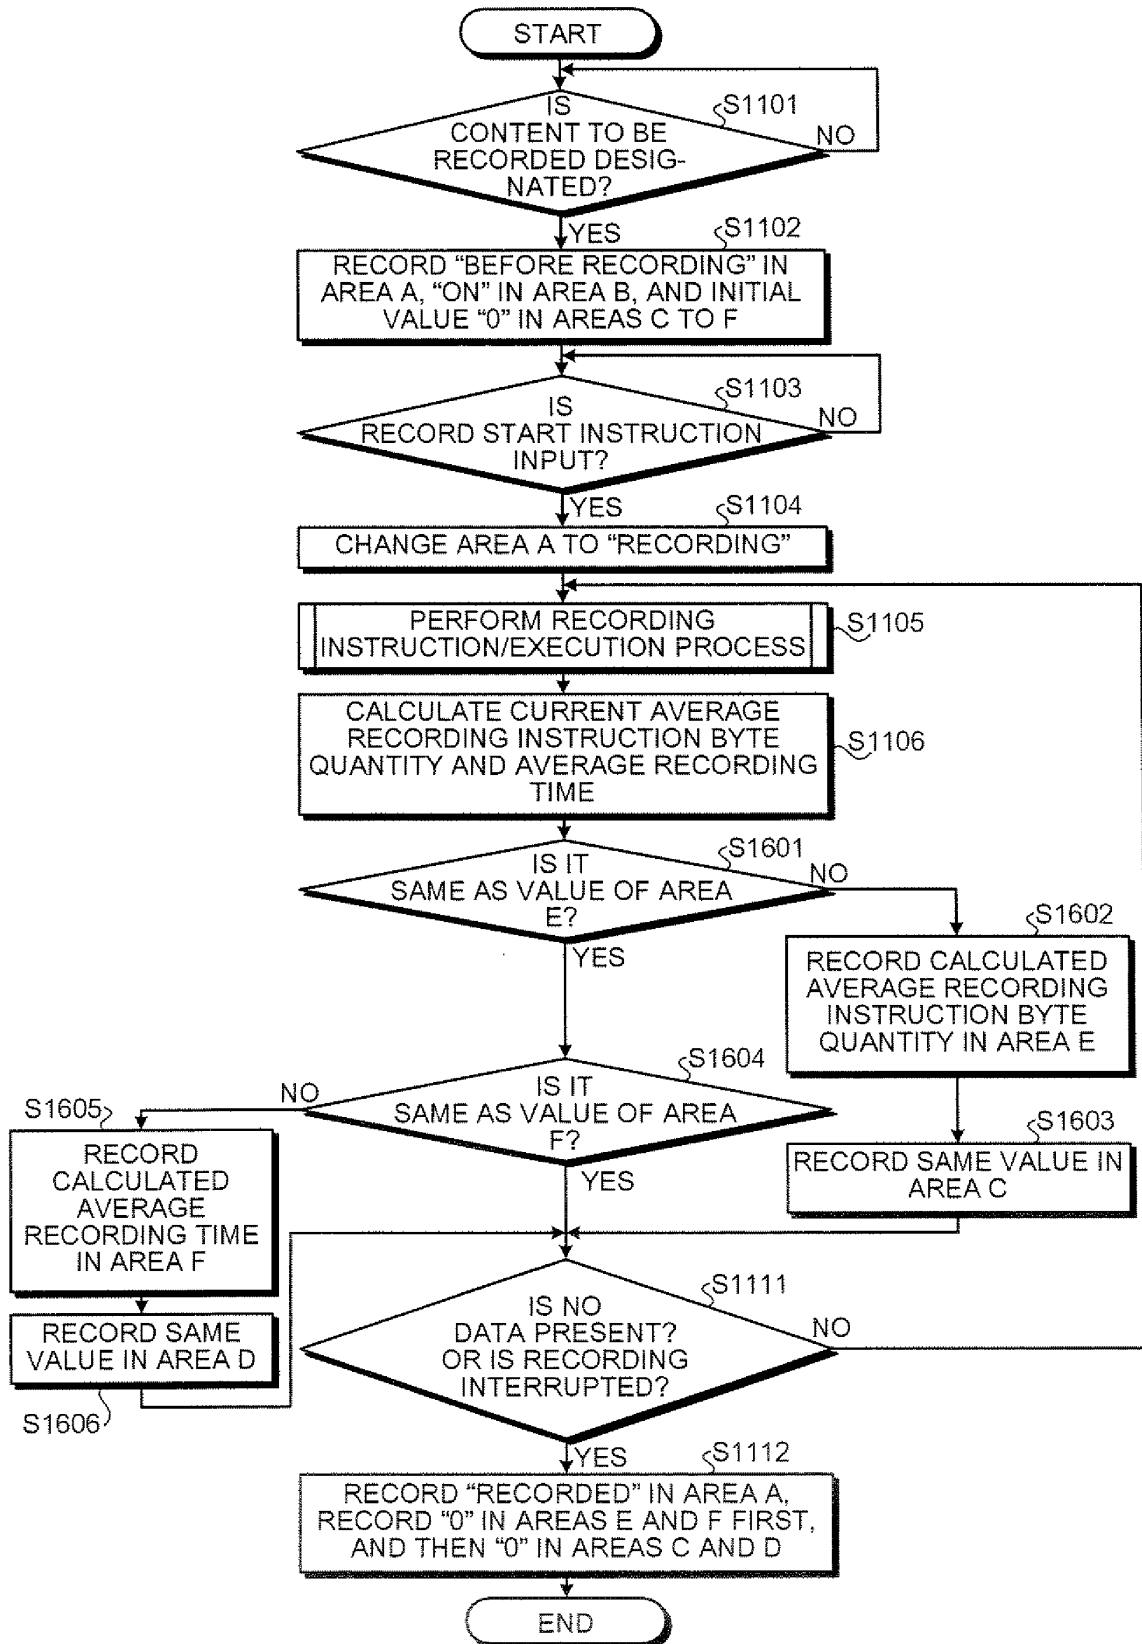 START
S1101
IS
CONTENT TO BE
RECORDED DESIG-
NATED?
NO
YES
S1102
RECORD “BEFORE RECORDING” IN
AREA A, “ON” IN AREA B, AND INITIAL
VALUE “0” IN AREAS C TO F
S1103
IS
RECORD START INSTRUCTION
INPUT?
NO
YES
S1104
CHANGE AREA A TO “RECORDING”
PERFORM RECORDING
INSTRUCTION/EXECUTION PROCESS
S1105
CALCULATE CURRENT AVERAGE
RECORDING INSTRUCTION BYTE
QUANTITY AND AVERAGE RECORDING
TIME
S1106
S1601
IS IT
SAME AS VALUE OF AREA
E?
NO
YES
S1602
RECORD CALCULATED
AVERAGE RECORDING
INSTRUCTION BYTE
QUANTITY IN AREA E
S1604
IS IT
SAME AS VALUE OF AREA
F?
NO
YES
S1603
RECORD SAME VALUE IN
AREA C
S1605
RECORD
CALCULATED
AVERAGE
RECORDING TIME
IN AREA F
RECORD SAME
VALUE IN AREA D
S1606
S1111
IS NO
DATA PRESENT?
OR IS RECORDING
INTERRUPTED?
NO
YES
S1112
RECORD “RECORDED” IN AREA A,
RECORD “0” IN AREAS E AND F FIRST,
AND THEN “0” IN AREAS C AND D
END